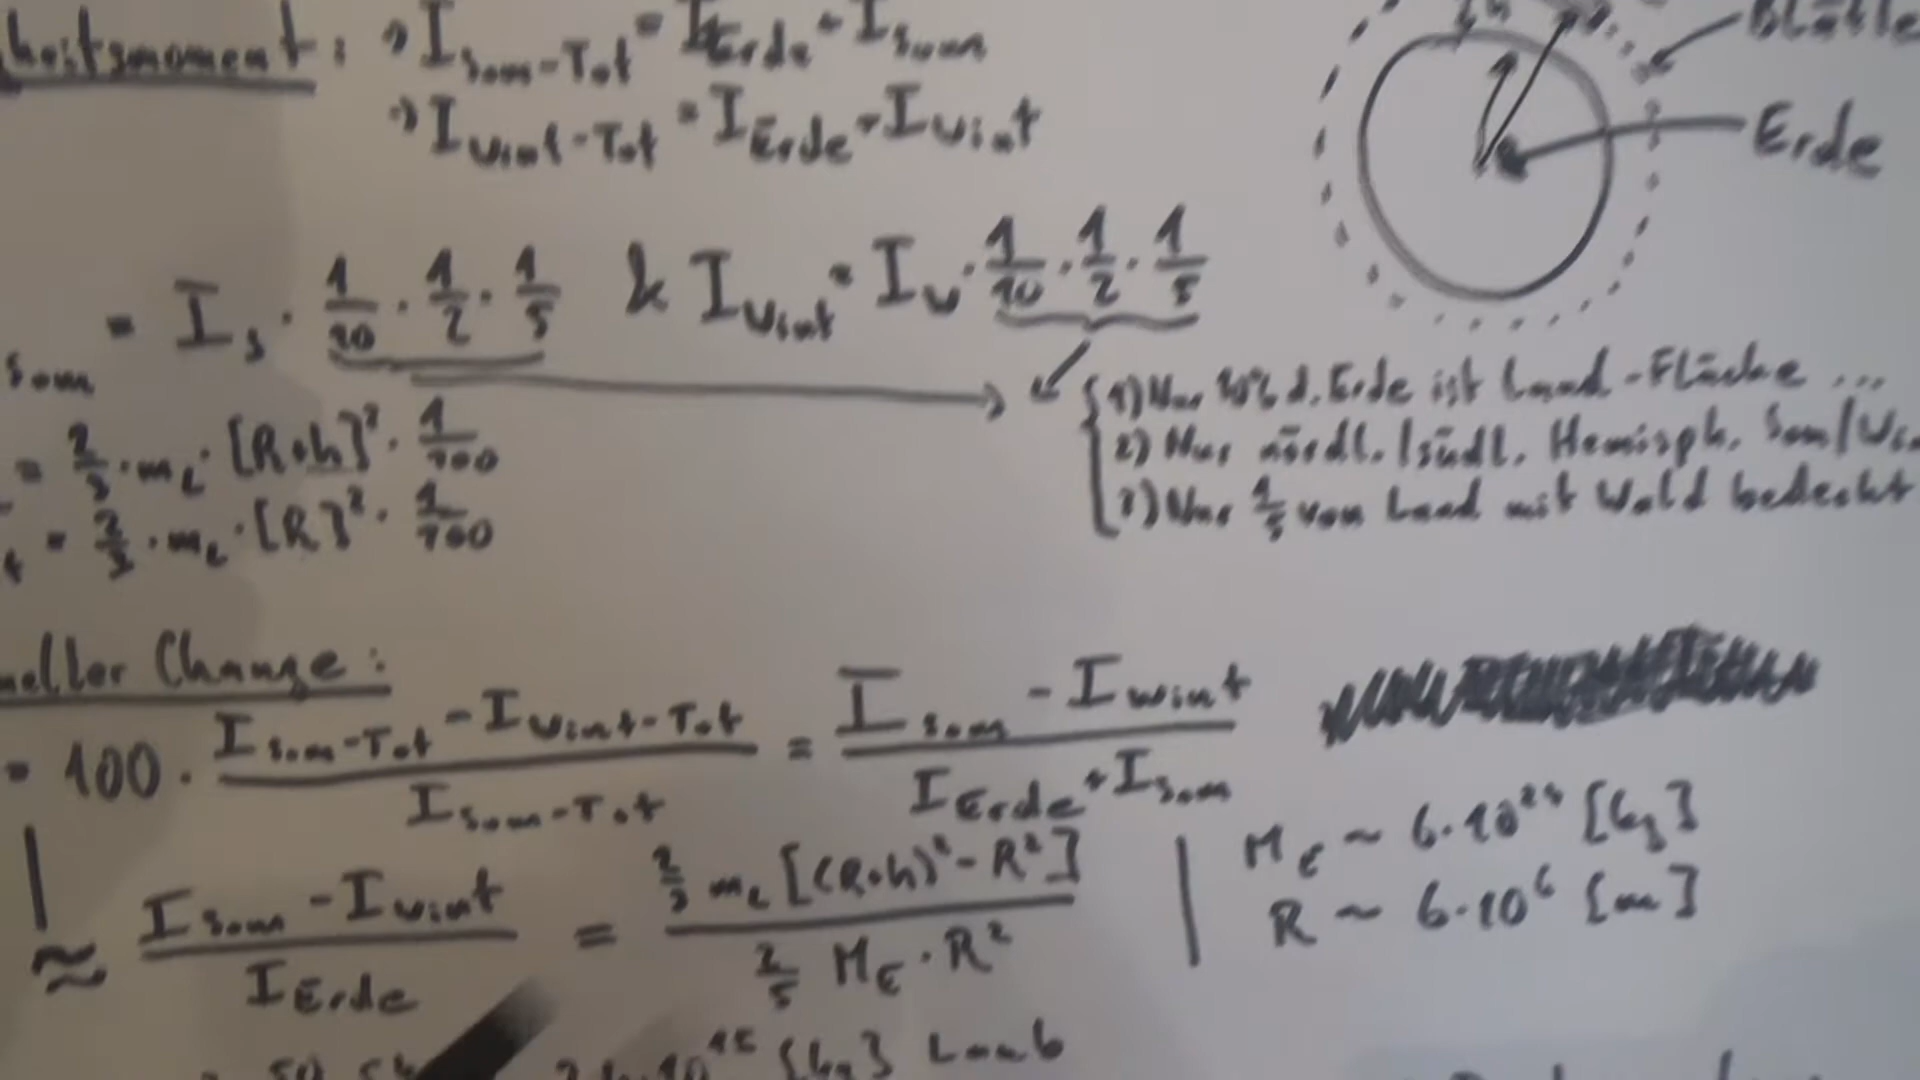 heitsmoment: → I_Som-Tot = I_Erde + I_Som
→ I_Wint-Tot = I_Erde + I_Wint
Blätte
Erde
= I_s · 1/10 · 1/2 · 1/5 & I_Wint = I_w · 1/10 · 1/2 · 1/5
som
1) Nur 10% d. Erde ist Land-Fläche ...
= 2/3 · m_L · [R+h]² · 1/100
2) Nur nördl./südl. Hemisph. Som/Win
= 2/3 · m_L · [R]² · 1/100
3) Nur 1/5 von Land mit Wald bedeckt
neller Change:
= 100 · (I_Som-Tot - I_Wint-Tot)/(I_Som-Tot) = (I_Som - I_Wint)/(I_Erde + I_Som)
M_E ~ 6·10²⁴ [kg]
≈ (I_Som - I_Wint)/(I_Erde) = (2/3 m_L [(R+h)² - R²])/(2/5 M_E · R²)
R ~ 6·10⁶ [m]
[kg] Laub